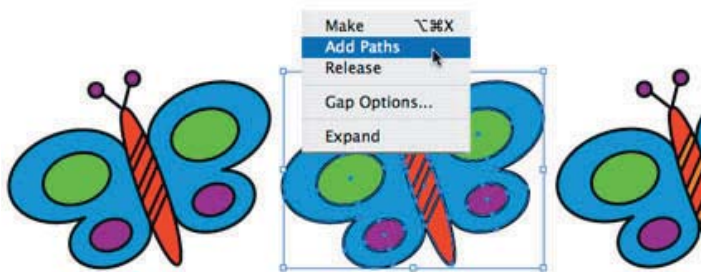 Make ⌥⌘X
Add Paths
Release
Gap Options...
Expand